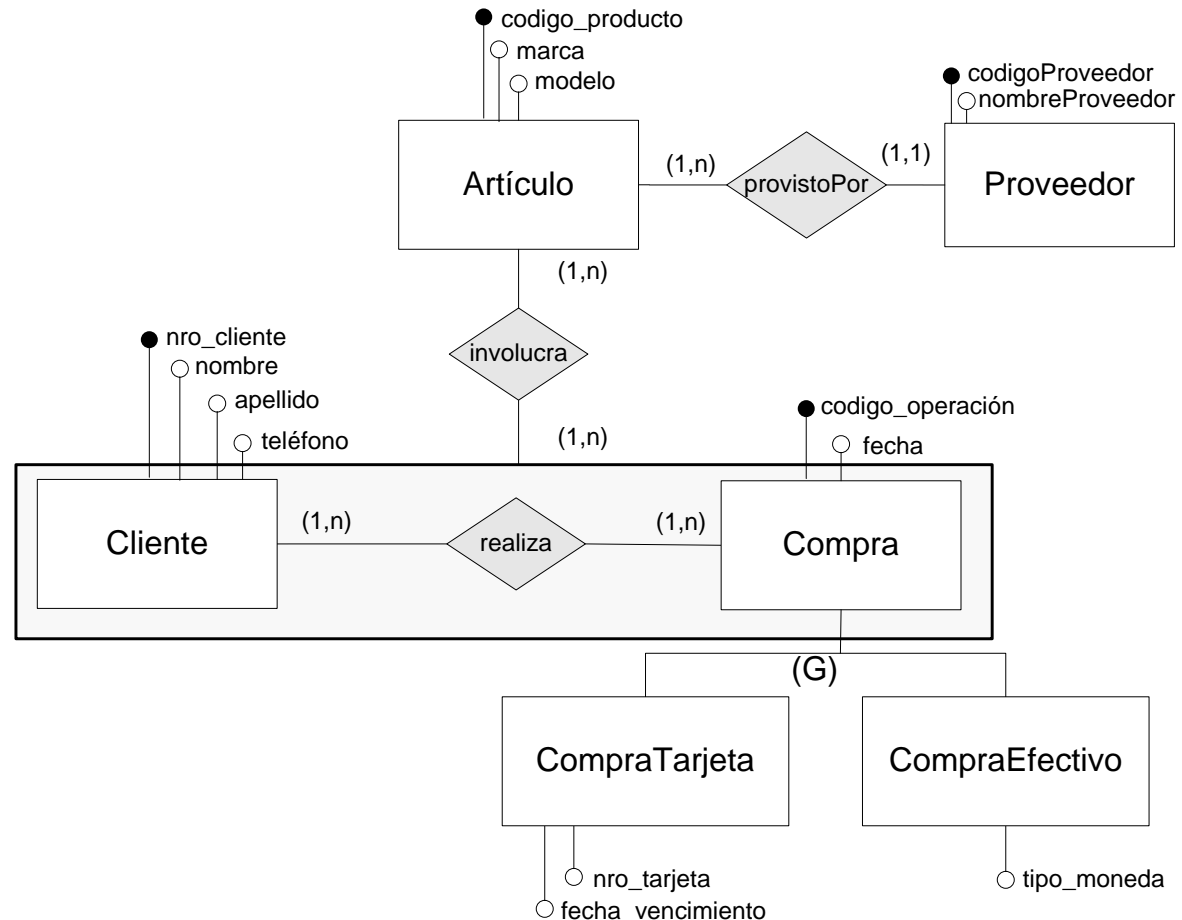 codigo_producto
marca
modelo
codigoProveedor
nombreProveedor
Artículo
(1,n)
provistoPor
(1,1)
Proveedor
(1,n)
involucra
(1,n)
nro_cliente
nombre
apellido
teléfono
codigo_operación
fecha
Cliente
(1,n)
realiza
(1,n)
Compra
(G)
CompraTarjeta
CompraEfectivo
nro_tarjeta
fecha_vencimiento
tipo_moneda